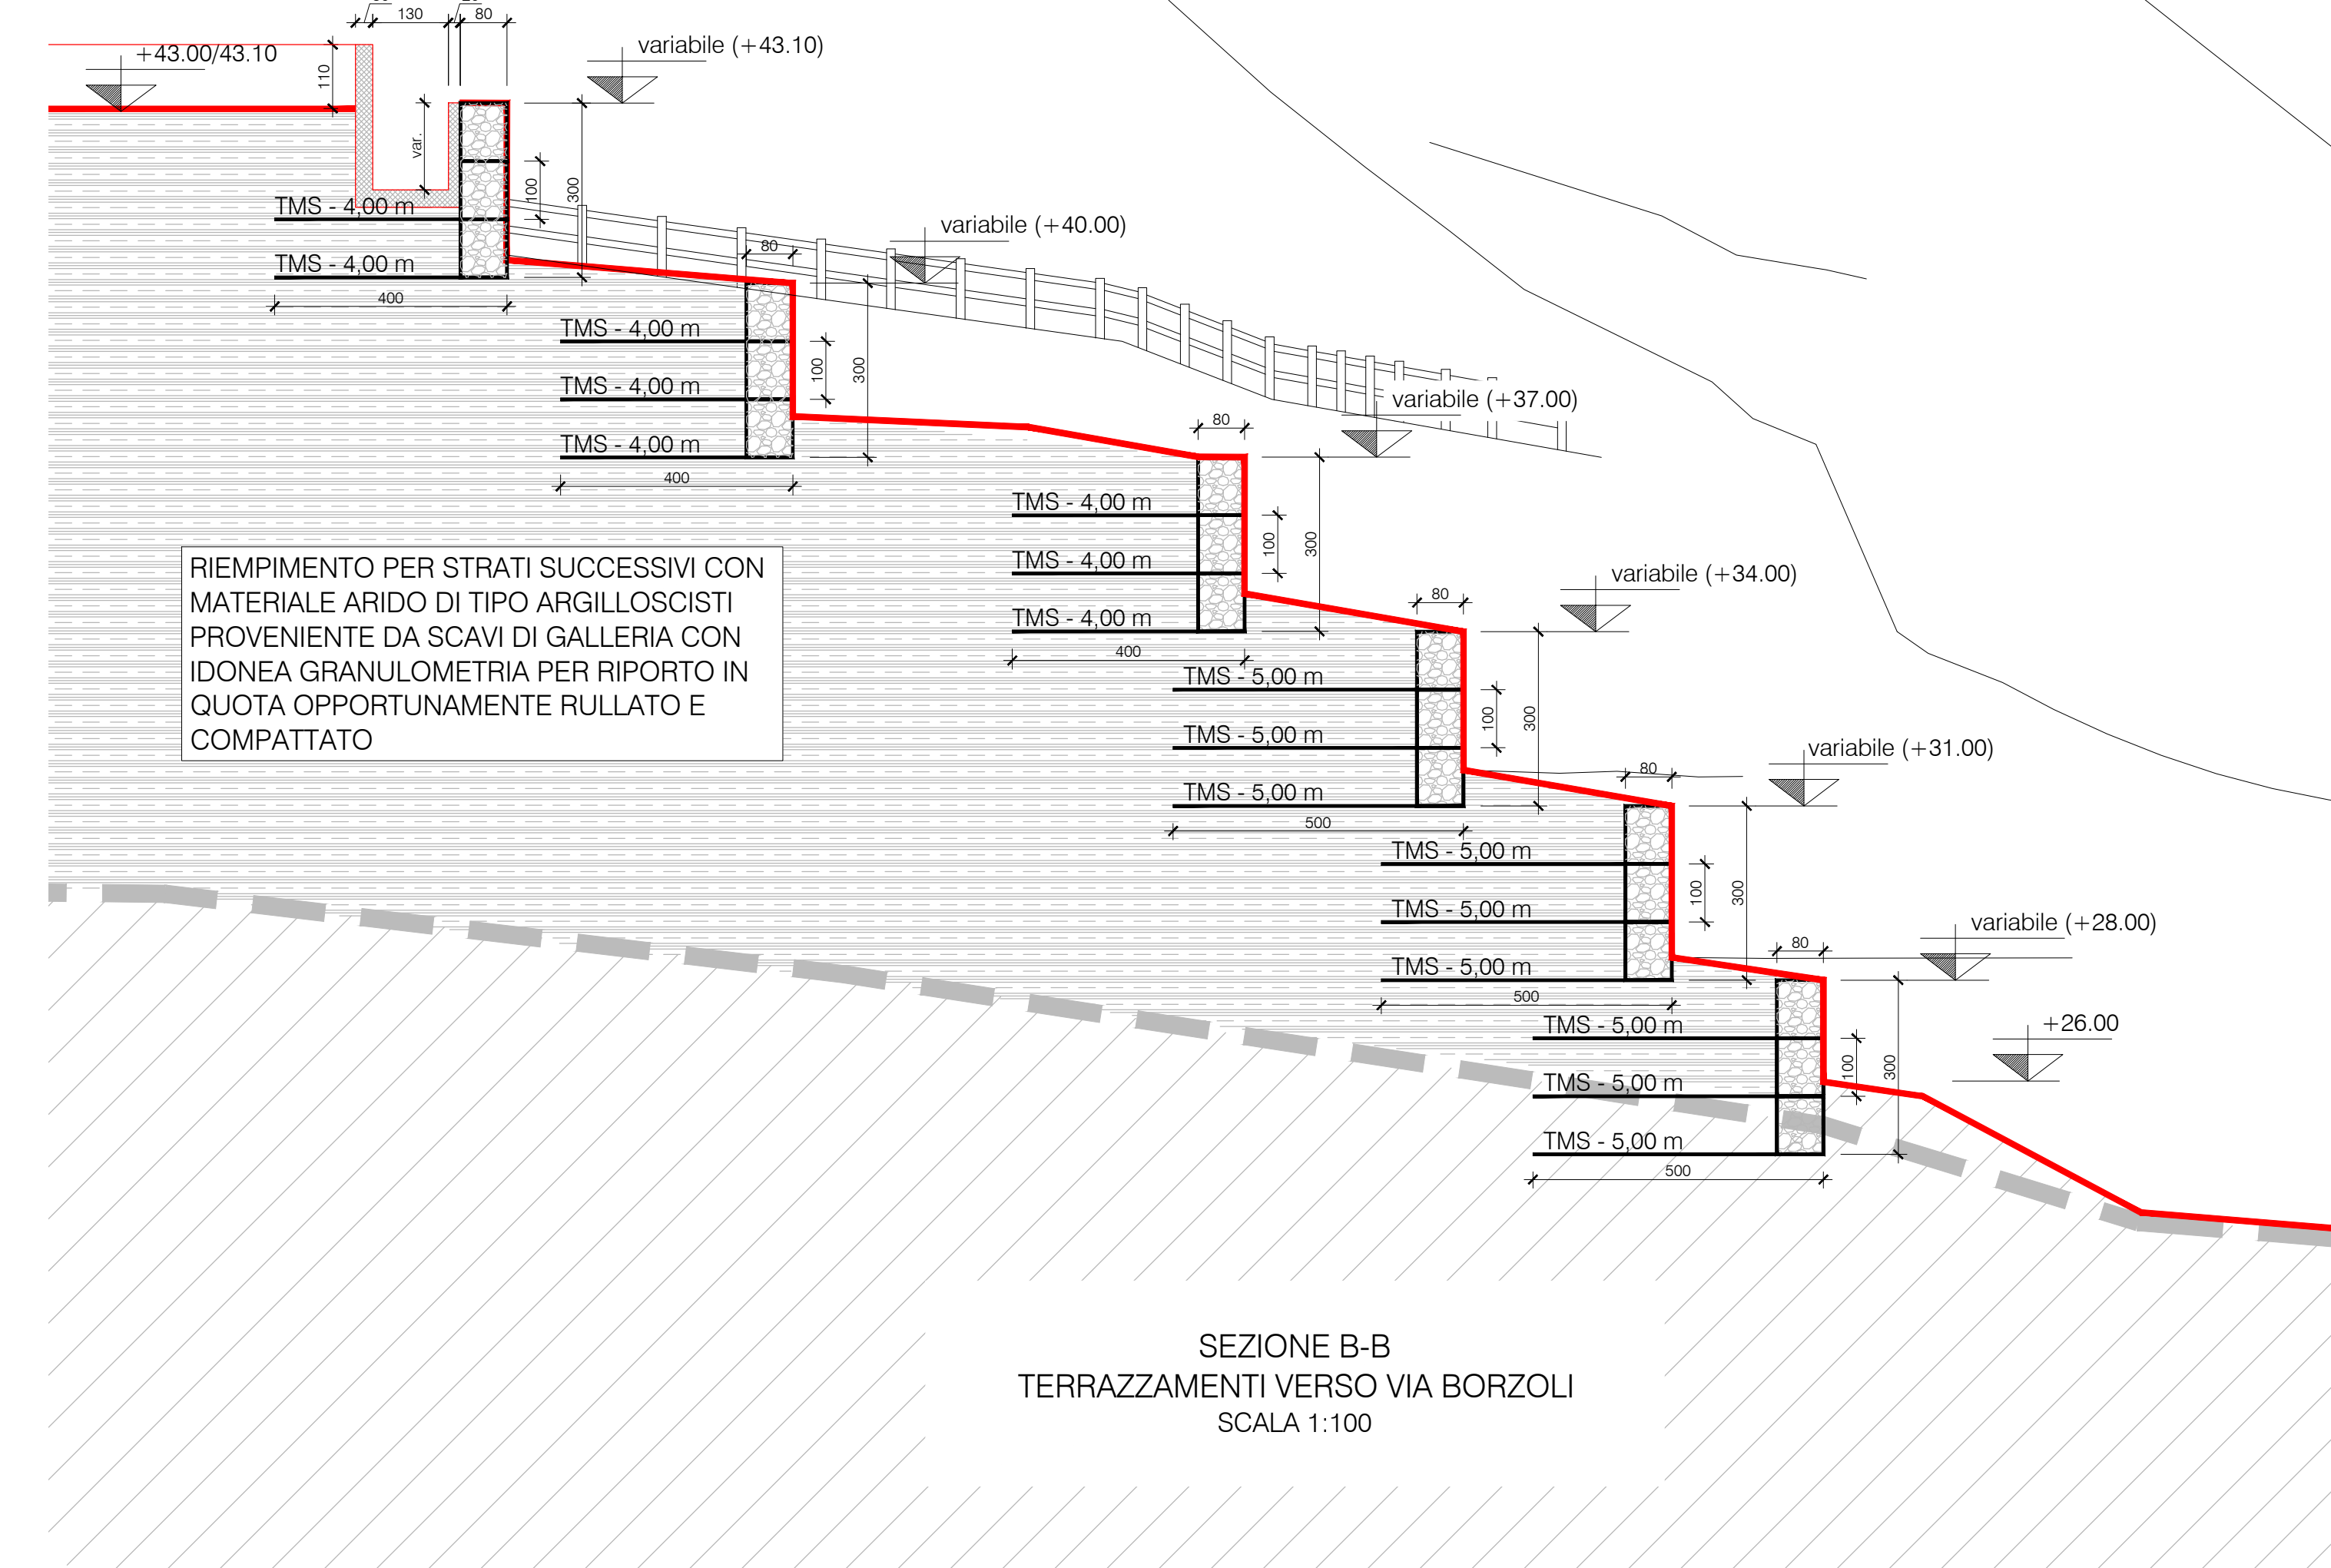 130
80
+43.00/43.10
110
variabile (+43.10)
var.
100
300
TMS - 4,00 m
TMS - 4,00 m
400
variabile (+40.00)
80
TMS - 4,00 m
TMS - 4,00 m
TMS - 4,00 m
100
300
400
variabile (+37.00)
80
TMS - 4,00 m
TMS - 4,00 m
TMS - 4,00 m
100
300
400
RIEMPIMENTO PER STRATI SUCCESSIVI CON
MATERIALE ARIDO DI TIPO ARGILLOSCISTI
PROVENIENTE DA SCAVI DI GALLERIA CON
IDONEA GRANULOMETRIA PER RIPORTO IN
QUOTA OPPORTUNAMENTE RULLATO E
COMPATTATO
variabile (+34.00)
80
TMS - 5,00 m
TMS - 5,00 m
TMS - 5,00 m
100
300
500
variabile (+31.00)
80
TMS - 5,00 m
TMS - 5,00 m
TMS - 5,00 m
100
300
500
variabile (+28.00)
80
+26.00
TMS - 5,00 m
TMS - 5,00 m
TMS - 5,00 m
100
300
500
SEZIONE B-B
TERRAZZAMENTI VERSO VIA BORZOLI
SCALA 1:100